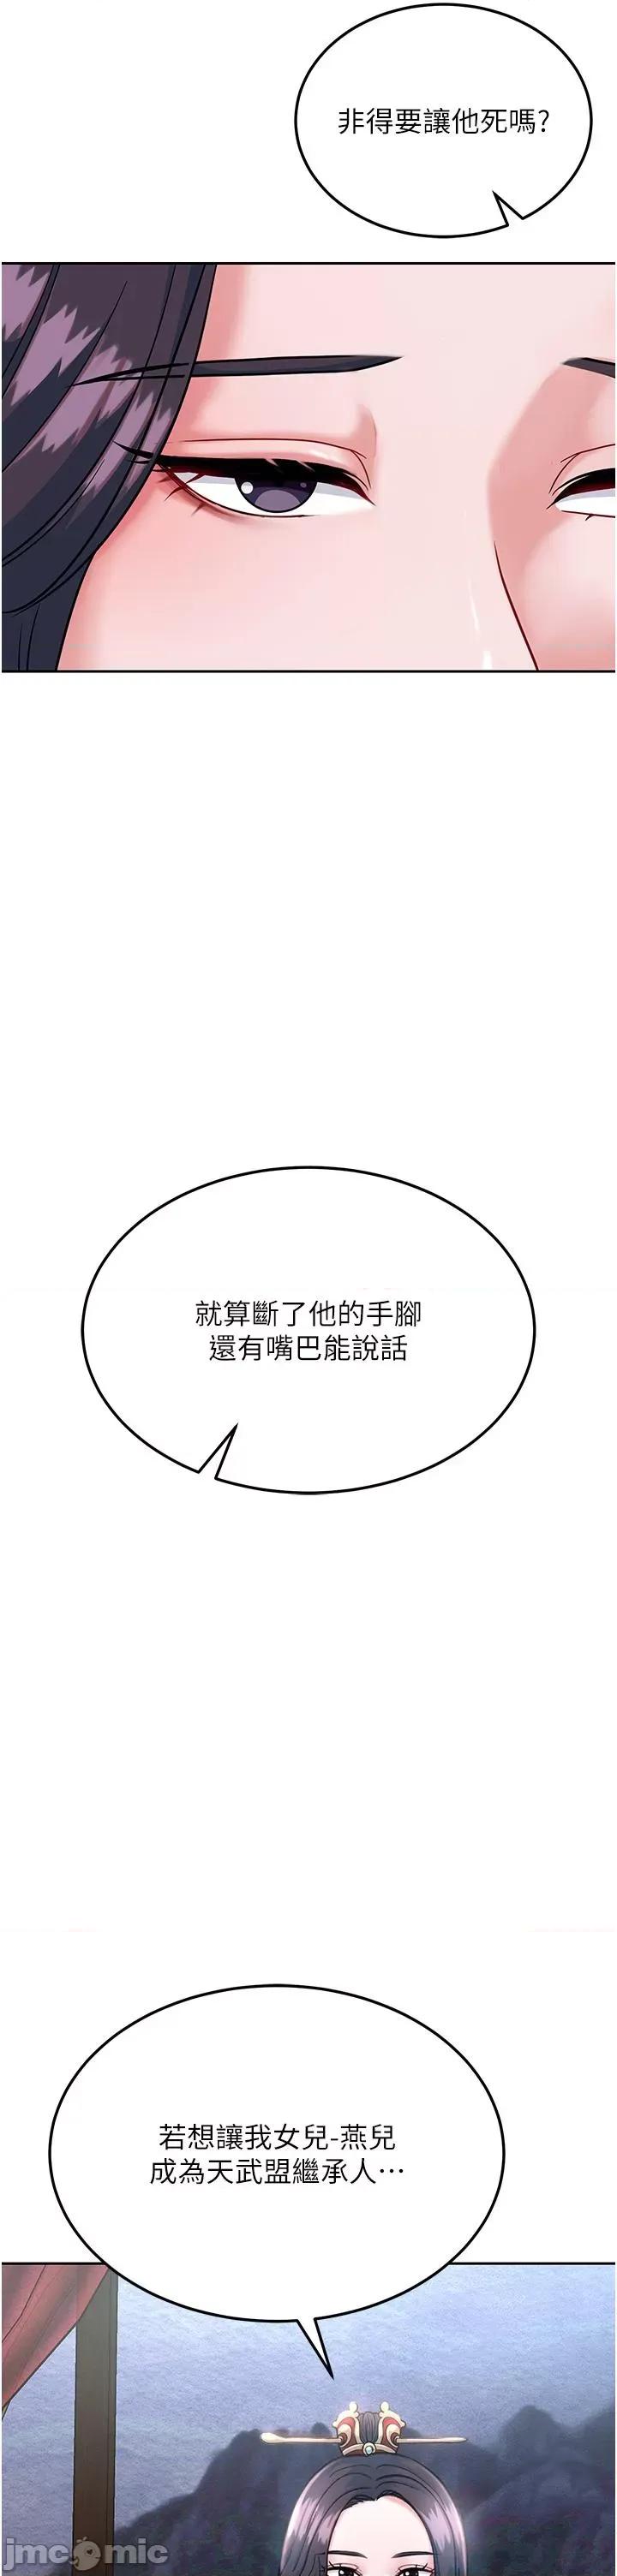 非得要讓他死嗎?
就算斷了他的手腳
還有嘴巴能說話
若想讓我女兒-燕兒
成為天武盟繼承人…
jmcomic